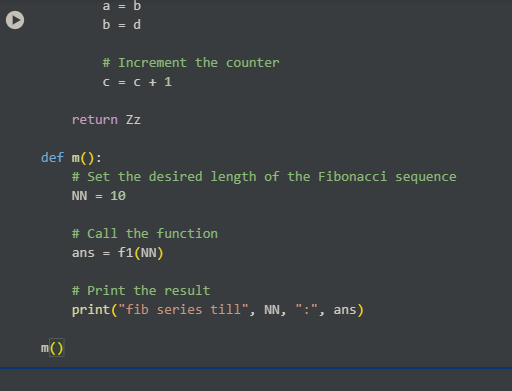 a = b
b = d
# Increment the counter
c = c + 1
return Zz
def m():
# Set the desired length of the Fibonacci sequence
NN = 10
# Call the function
ans = f1(NN)
# Print the result
print("fib series till", NN, ":", ans)
m()